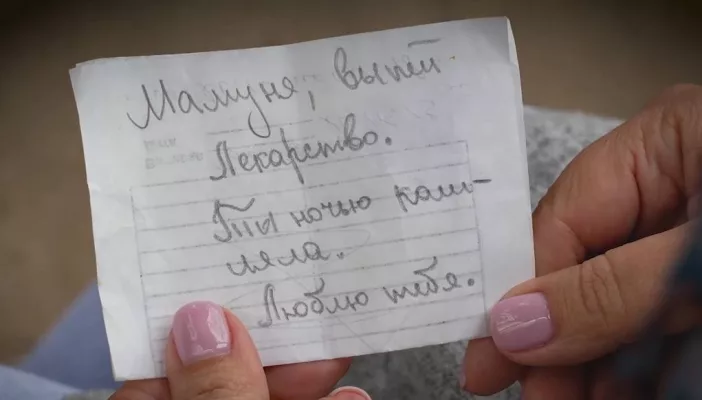 Мамуня, выпей
Лекарство.
Ты ночью каш-
ляла.
Люблю тебя.